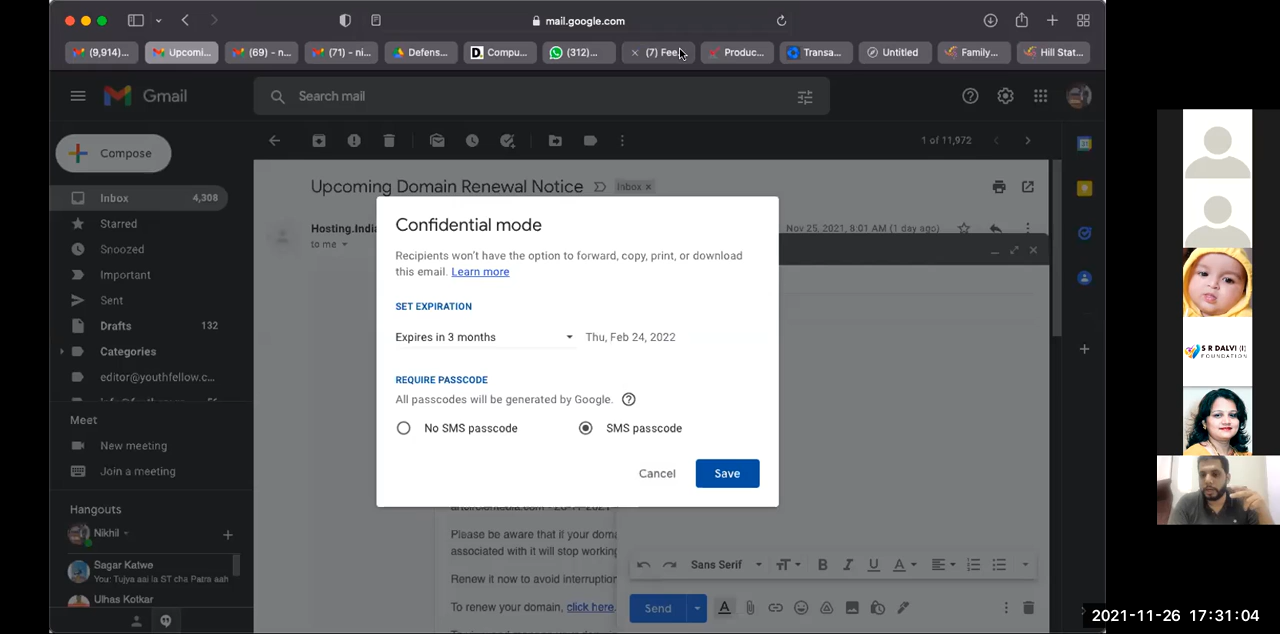 mail.google.com
(9,914)...
Upcomi...
(69) - n...
(71) - ni...
Defens...
Compu...
(312)...
(7) Fee
Produc...
Transa...
Untitled
Family...
Hill Stat...
Gmail
Search mail
Compose
1 of 11,972
Inbox 4,308
Starred
Snoozed
Important
Sent
Drafts 132
Categories
editor@youthfellow.c...
Meet
New meeting
Join a meeting
Hangouts
Nikhil
Sagar Katwe
You: Tujya aai la ST cha Patra aahe
Ulhas Kotkar
Upcoming Domain Renewal Notice
Inbox ×
Hosting.India
Nov 25, 2021, 8:01 AM (1 day ago)
to me
Confidential mode
Recipients won't have the option to forward, copy, print, or download
this email. Learn more
SET EXPIRATION
Expires in 3 months
Thu, Feb 24, 2022
REQUIRE PASSCODE
All passcodes will be generated by Google.
No SMS passcode
SMS passcode
Cancel
Save
Please be aware that if your doma
associated with it will stop working
Renew it now to avoid interruption
To renew your domain, click here.
Sans Serif
Send
S R DALVI (I)
FOUNDATION
2021-11-26 17:31:04